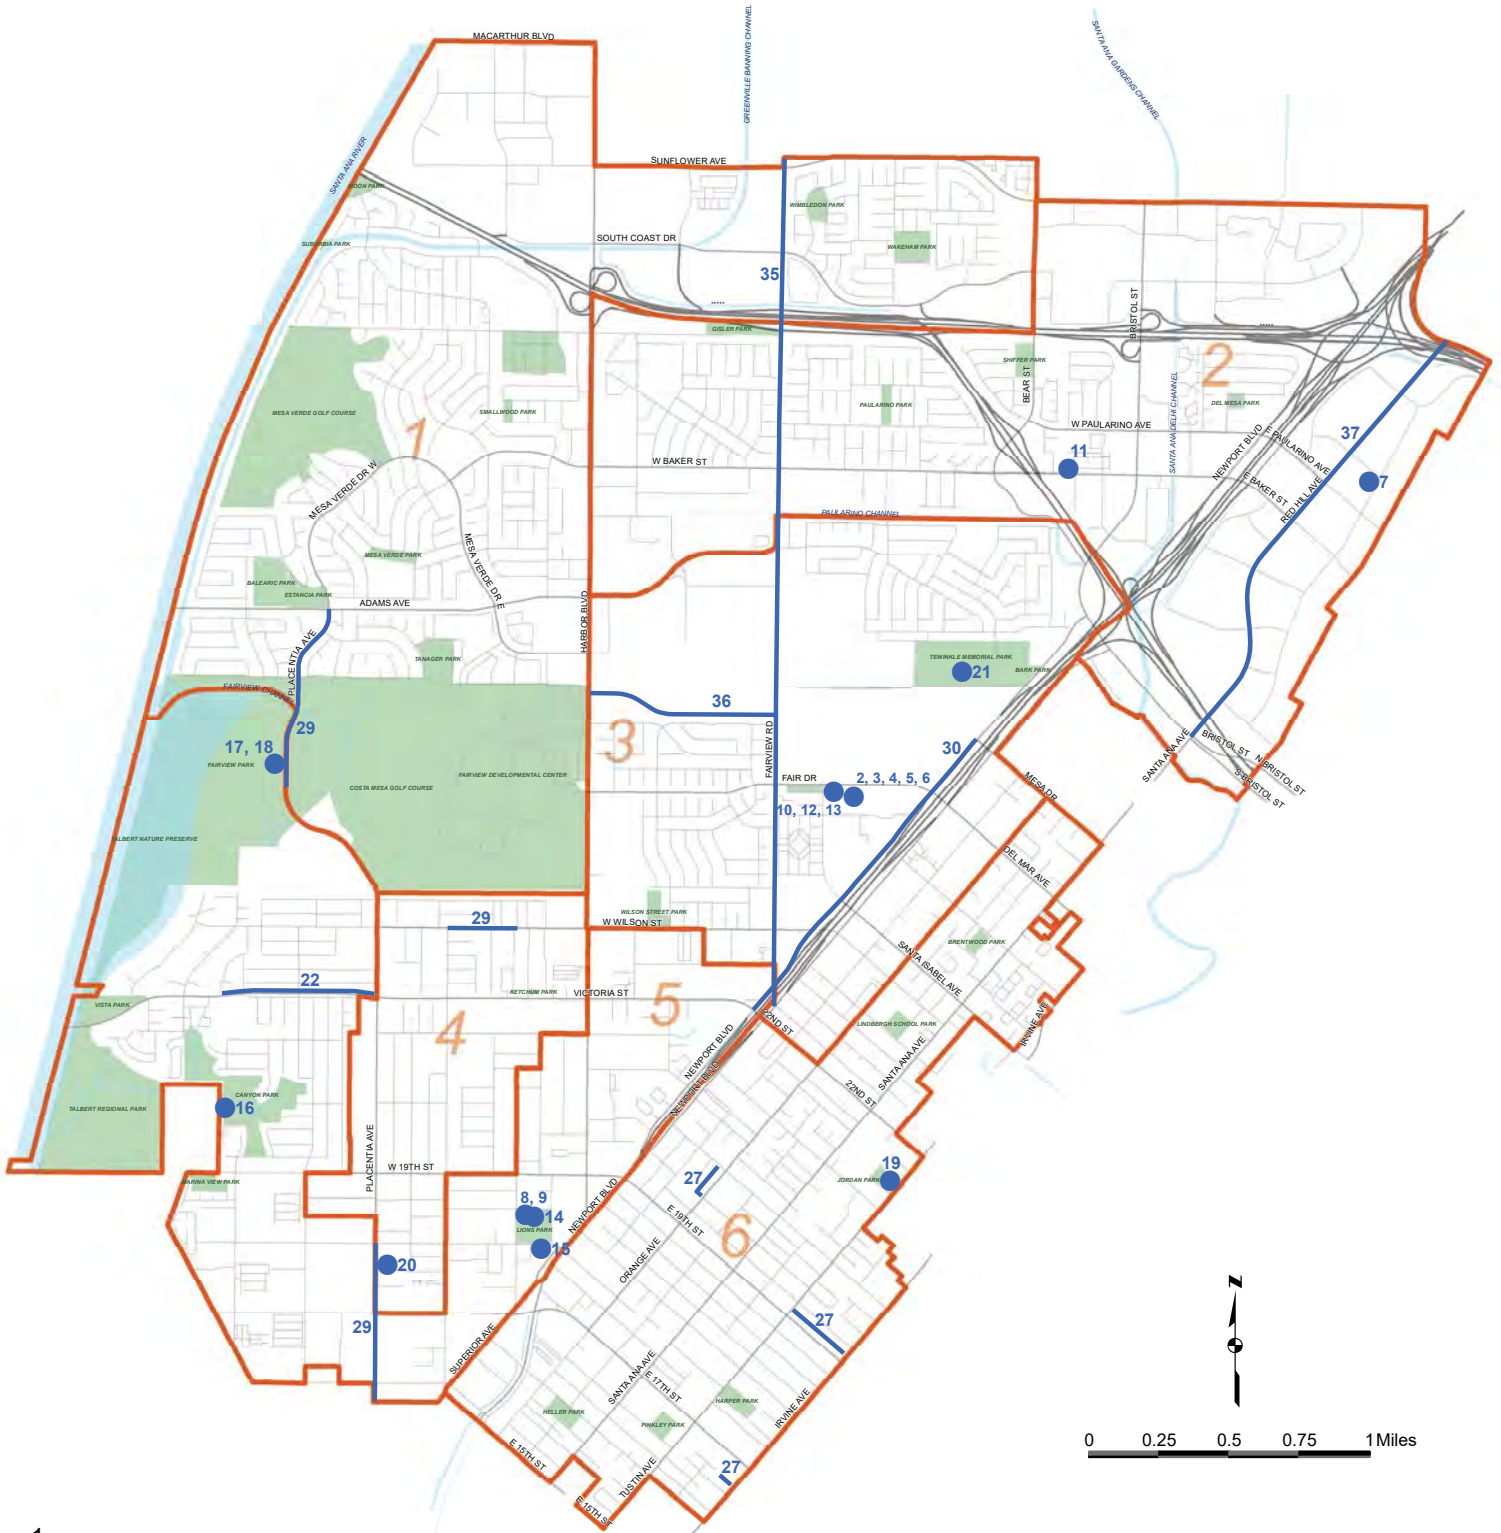 MACARTHUR BLVD
GREENVILLE BANNING CHANNEL
SANTA ANA GARDENS CHANNEL
SANTA ANA RIVER
SUNFLOWER AVE
MOON PARK
WIMBLEDON PARK
SUBURBIA PARK
SOUTH COAST DR
WAKEHAM PARK
35
BRISTOL ST
GISLER PARK
SHIFFER PARK
2
BEAR ST
SANTA ANA DELHI CHANNEL
MESA VERDE GOLF COURSE
SMALLWOOD PARK
PAULARINO PARK
DEL MESA PARK
1
W PAULARINO AVE
NEWPORT BLVD
E PAULARINO AVE
37
W BAKER ST
11
MESA VERDE DR W
E BAKER ST
RED HILL AVE
7
PAULARINO CHANNEL
MESA VERDE PARK
MESA VERDE DR E
BALEARIC PARK
ESTANCIA PARK
ADAMS AVE
HARBOR BLVD
PLACENTIA AVE
TANAGER PARK
TEWINKLE MEMORIAL PARK
BARK PARK
21
FAIRVIEW CHANNEL
36
29
3
FAIRVIEW RD
30
17, 18
FAIRVIEW PARK
FAIRVIEW DEVELOPMENTAL CENTER
COSTA MESA GOLF COURSE
FAIR DR
2, 3, 4, 5, 6
10, 12, 13
MESA DR
SANTA ANA AVE
BRISTOL ST
N BRISTOL ST
S BRISTOL ST
TALBERT NATURE PRESERVE
DEL MAR AVE
WILSON STREET PARK
29
W WILSON ST
BRENTWOOD PARK
SANTA ISABEL AVE
22
VISTA PARK
KETCHUM PARK
VICTORIA ST
5
4
22ND ST
LINDBERGH SCHOOL PARK
IRVINE AVE
NEWPORT BLVD
NEWPORT BLVD
SANTA ANA AVE
22ND ST
CANYON PARK
TALBERT REGIONAL PARK
16
PLACENTIA AVE
W 19TH ST
MARINA VIEW PARK
27
19
JORDAN PARK
8, 9
14
LIONS PARK
NEWPORT BLVD
E 19TH ST
6
15
ORANGE AVE
20
29
27
SUPERIOR AVE
SANTA ANA AVE
E 17TH ST
HELLER PARK
PINKLEY PARK
HARPER PARK
IRVINE AVE
E 15TH ST
TUSTIN AVE
27
E 15TH ST
N
0 0.25 0.5 0.75 1 Miles